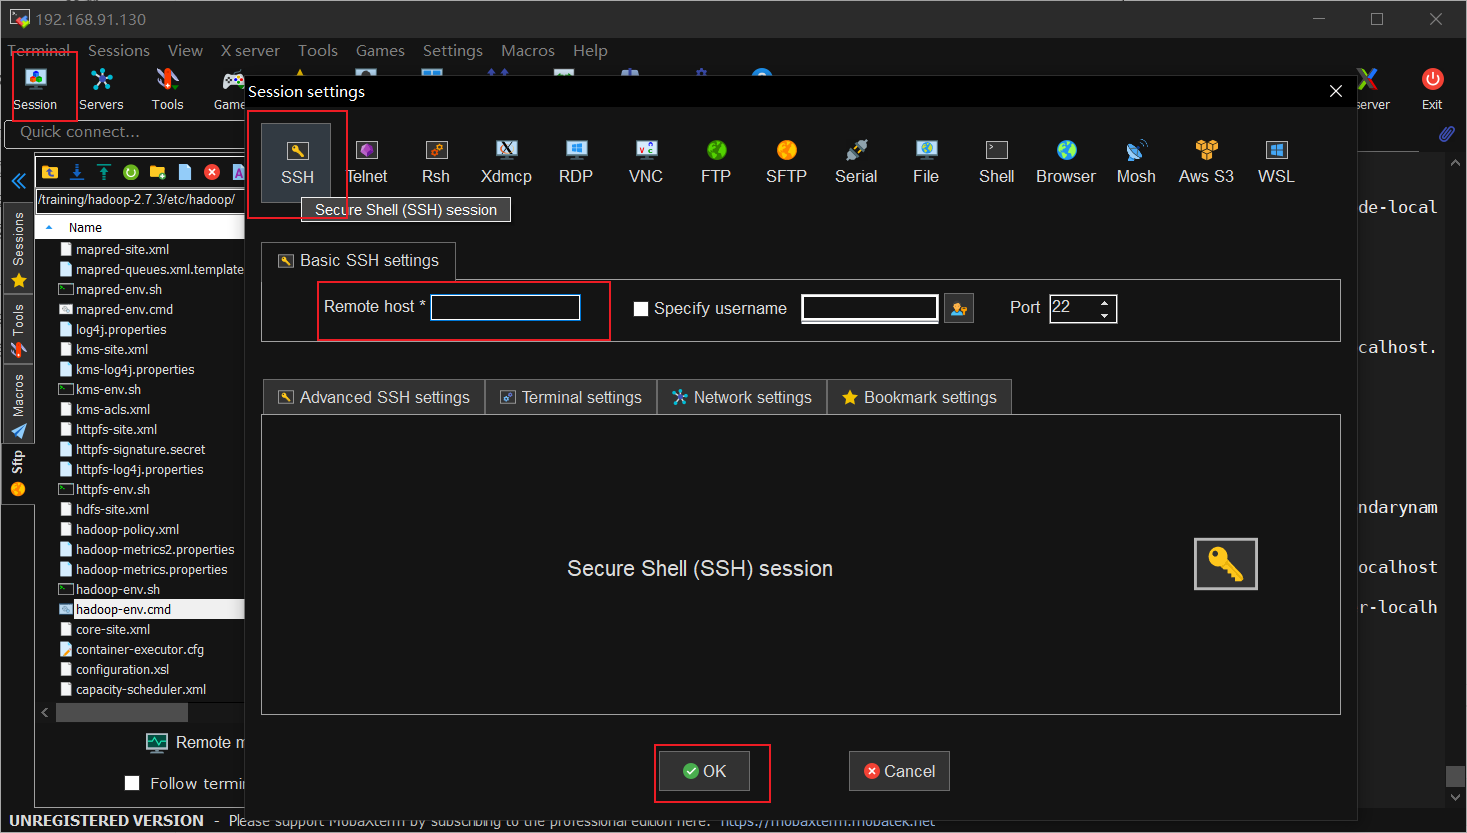 192.168.91.130
Terminal Sessions View X server Tools Games Settings Macros Help
Session Servers Tools Game server Exit
Quick connect...
Session settings
SSH Telnet Rsh Xdmcp RDP VNC FTP SFTP Serial File Shell Browser Mosh Aws S3 WSL
Secure Shell (SSH) session
Basic SSH settings
Remote host * Specify username Port 22
Advanced SSH settings Terminal settings Network settings Bookmark settings
Secure Shell (SSH) session
OK Cancel
Sessions
Tools
Macros
Sftp
/training/hadoop-2.7.3/etc/hadoop/
Name
mapred-site.xml
mapred-queues.xml.template
mapred-env.sh
mapred-env.cmd
log4j.properties
kms-site.xml
kms-log4j.properties
kms-env.sh
kms-acls.xml
httpfs-site.xml
httpfs-signature.secret
httpfs-log4j.properties
httpfs-env.sh
hdfs-site.xml
hadoop-policy.xml
hadoop-metrics2.properties
hadoop-metrics.properties
hadoop-env.sh
hadoop-env.cmd
core-site.xml
container-executor.cfg
configuration.xsl
capacity-scheduler.xml
Remote m
Follow termi
de-local
calhost.
ndarynam
ocalhost
r-localh
UNREGISTERED VERSION - Please support MobaXterm by subscribing to the professional edition here: https://mobaxterm.mobatek.net